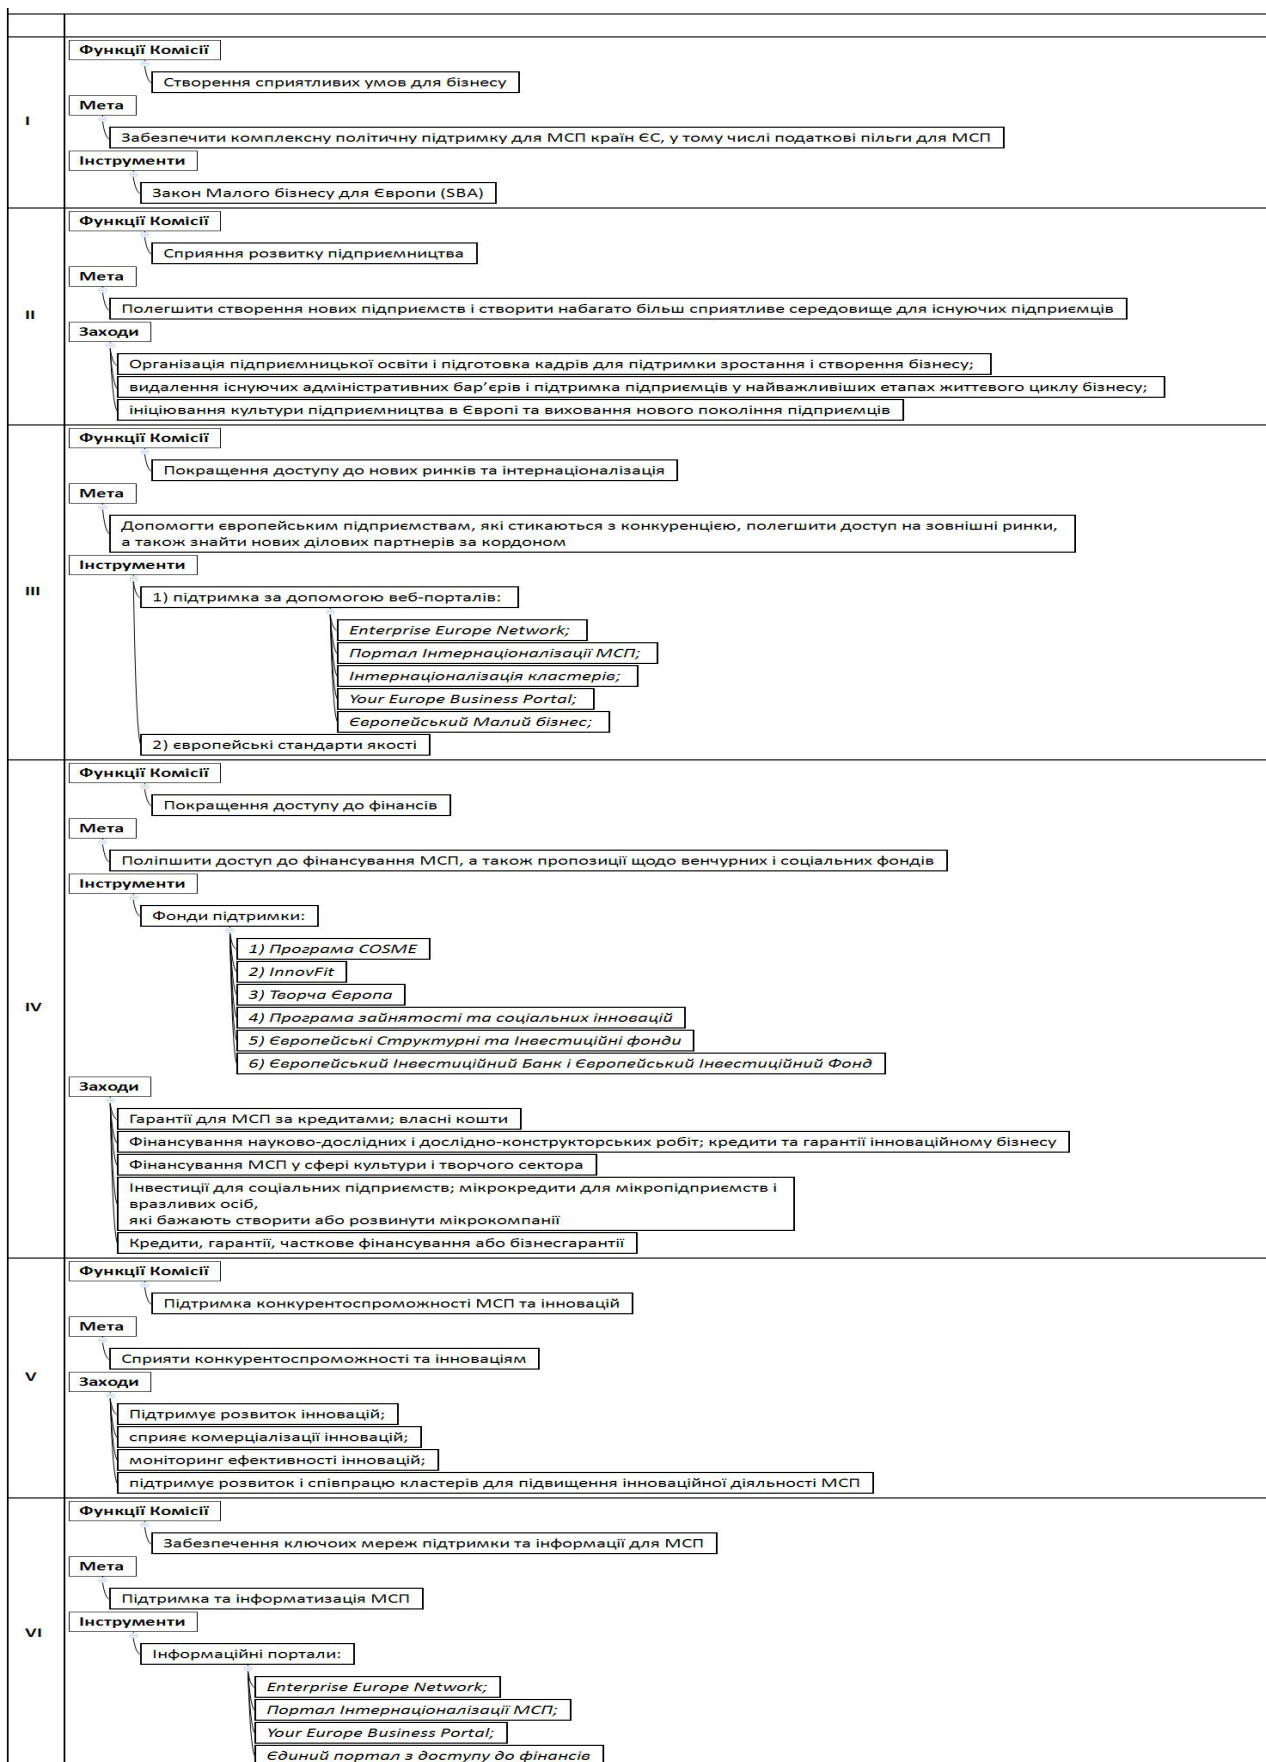 I
Функції Комісії
Створення сприятливих умов для бізнесу
Мета
Забезпечити комплексну політичну підтримку для МСП країн ЄС, у тому числі податкові пільги для МСП
Інструменти
Закон Малого бізнесу для Європи (SBA)
II
Функції Комісії
Сприяння розвитку підприємництва
Мета
Полегшити створення нових підприємств і створити набагато більш сприятливе середовище для існуючих підприємців
Заходи
Організація підприємницької освіти і підготовка кадрів для підтримки зростання і створення бізнесу;
видалення існуючих адміністративних бар’єрів і підтримка підприємців у найважливіших етапах життєвого циклу бізнесу;
ініціювання культури підприємництва в Європі та виховання нового покоління підприємців
III
Функції Комісії
Покращення доступу до нових ринків та інтернаціоналізація
Мета
Допомогти європейським підприємствам, які стикаються з конкуренцією, полегшити доступ на зовнішні ринки,
а також знайти нових ділових партнерів за кордоном
Інструменти
1) підтримка за допомогою веб-порталів:
Enterprise Europe Network;
Портал Інтернаціоналізації МСП;
Інтернаціоналізація кластерів;
Your Europe Business Portal;
Європейський Малий бізнес;
2) європейські стандарти якості
IV
Функції Комісії
Покращення доступу до фінансів
Мета
Поліпшити доступ до фінансування МСП, а також пропозиції щодо венчурних і соціальних фондів
Інструменти
Фонди підтримки:
1) Програма COSME
2) InnovFit
3) Творча Європа
4) Програма зайнятості та соціальних інновацій
5) Європейські Структурні та Інвестиційні фонди
6) Європейський Інвестиційний Банк і Європейський Інвестиційний Фонд
Заходи
Гарантії для МСП за кредитами; власні кошти
Фінансування науково-дослідних і дослідно-конструкторських робіт; кредити та гарантії інноваційному бізнесу
Фінансування МСП у сфері культури і творчого сектора
Інвестиції для соціальних підприємств; мікрокредити для мікропідприємств і
вразливих осіб,
які бажають створити або розвинути мікрокомпанії
Кредити, гарантії, часткове фінансування або бізнесгарантії
V
Функції Комісії
Підтримка конкурентоспроможності МСП та інновацій
Мета
Сприяти конкурентоспроможності та інноваціям
Заходи
Підтримує розвиток інновацій;
сприяє комерціалізації інновацій;
моніторинг ефективності інновацій;
підтримує розвиток і співпрацю кластерів для підвищення інноваційної діяльності МСП
VI
Функції Комісії
Забезпечення ключоих мереж підтримки та інформації для МСП
Мета
Підтримка та інформатизація МСП
Інструменти
Інформаційні портали:
Enterprise Europe Network;
Портал Інтернаціоналізації МСП;
Your Europe Business Portal;
Єдиний портал з доступу до фінансів